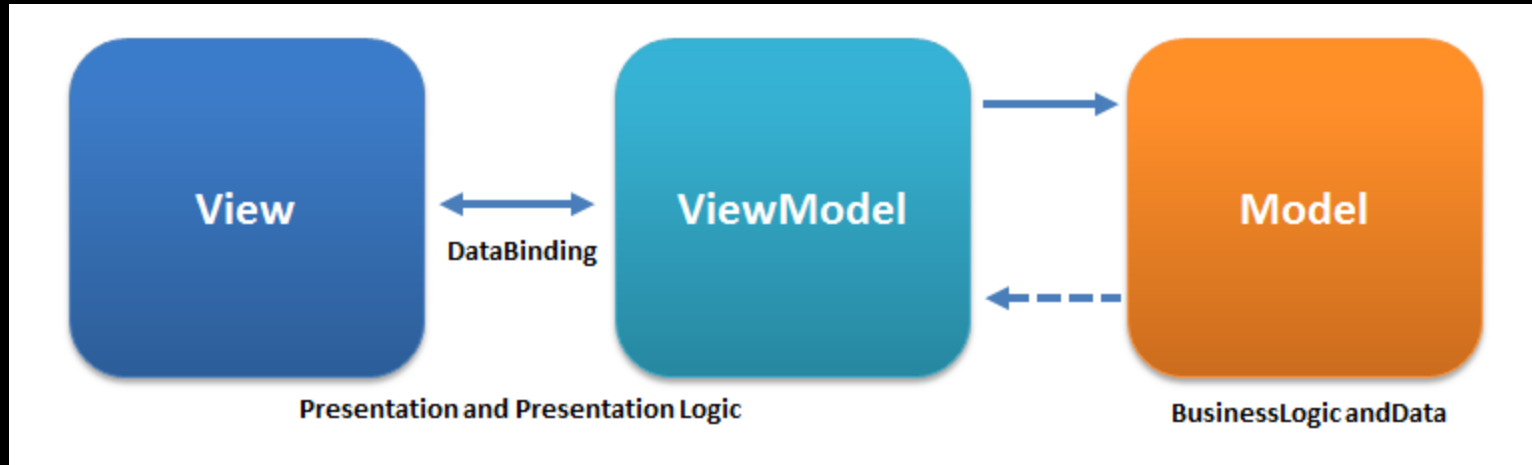 View
ViewModel
Model
DataBinding
Presentation and Presentation Logic
BusinessLogic andData